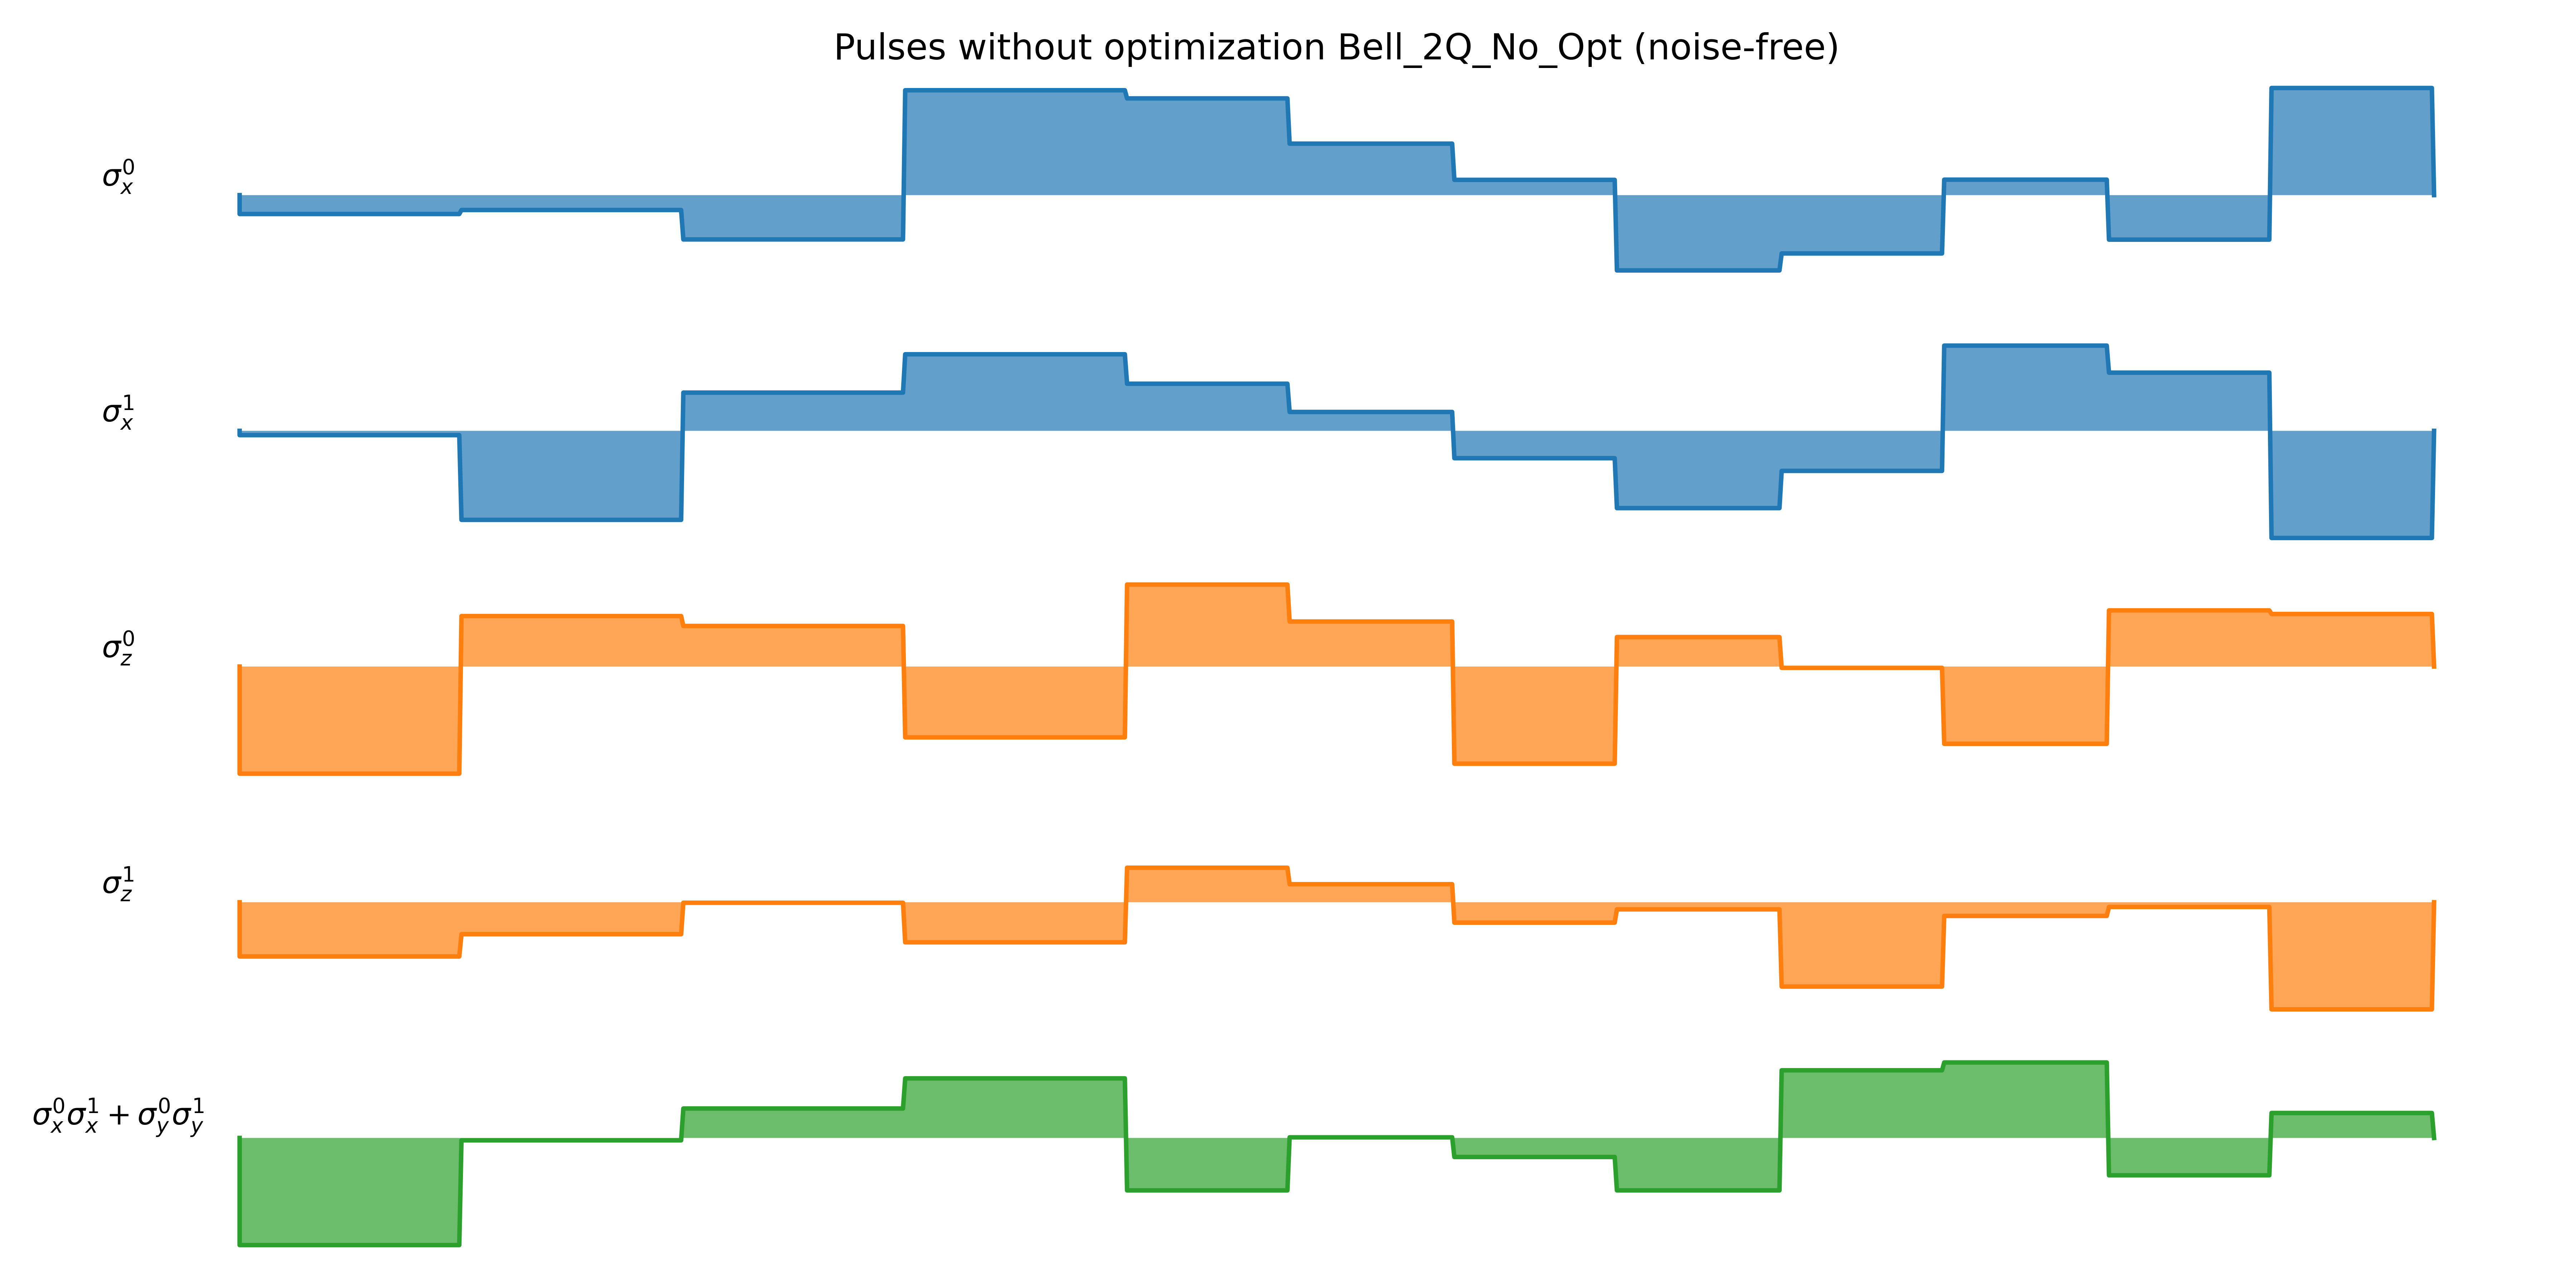 Pulses without optimization Bell_2Q_No_Opt (noise-free)
σ_x^0
σ_x^1
σ_z^0
σ_z^1
σ_x^0σ_x^1 + σ_y^0σ_y^1